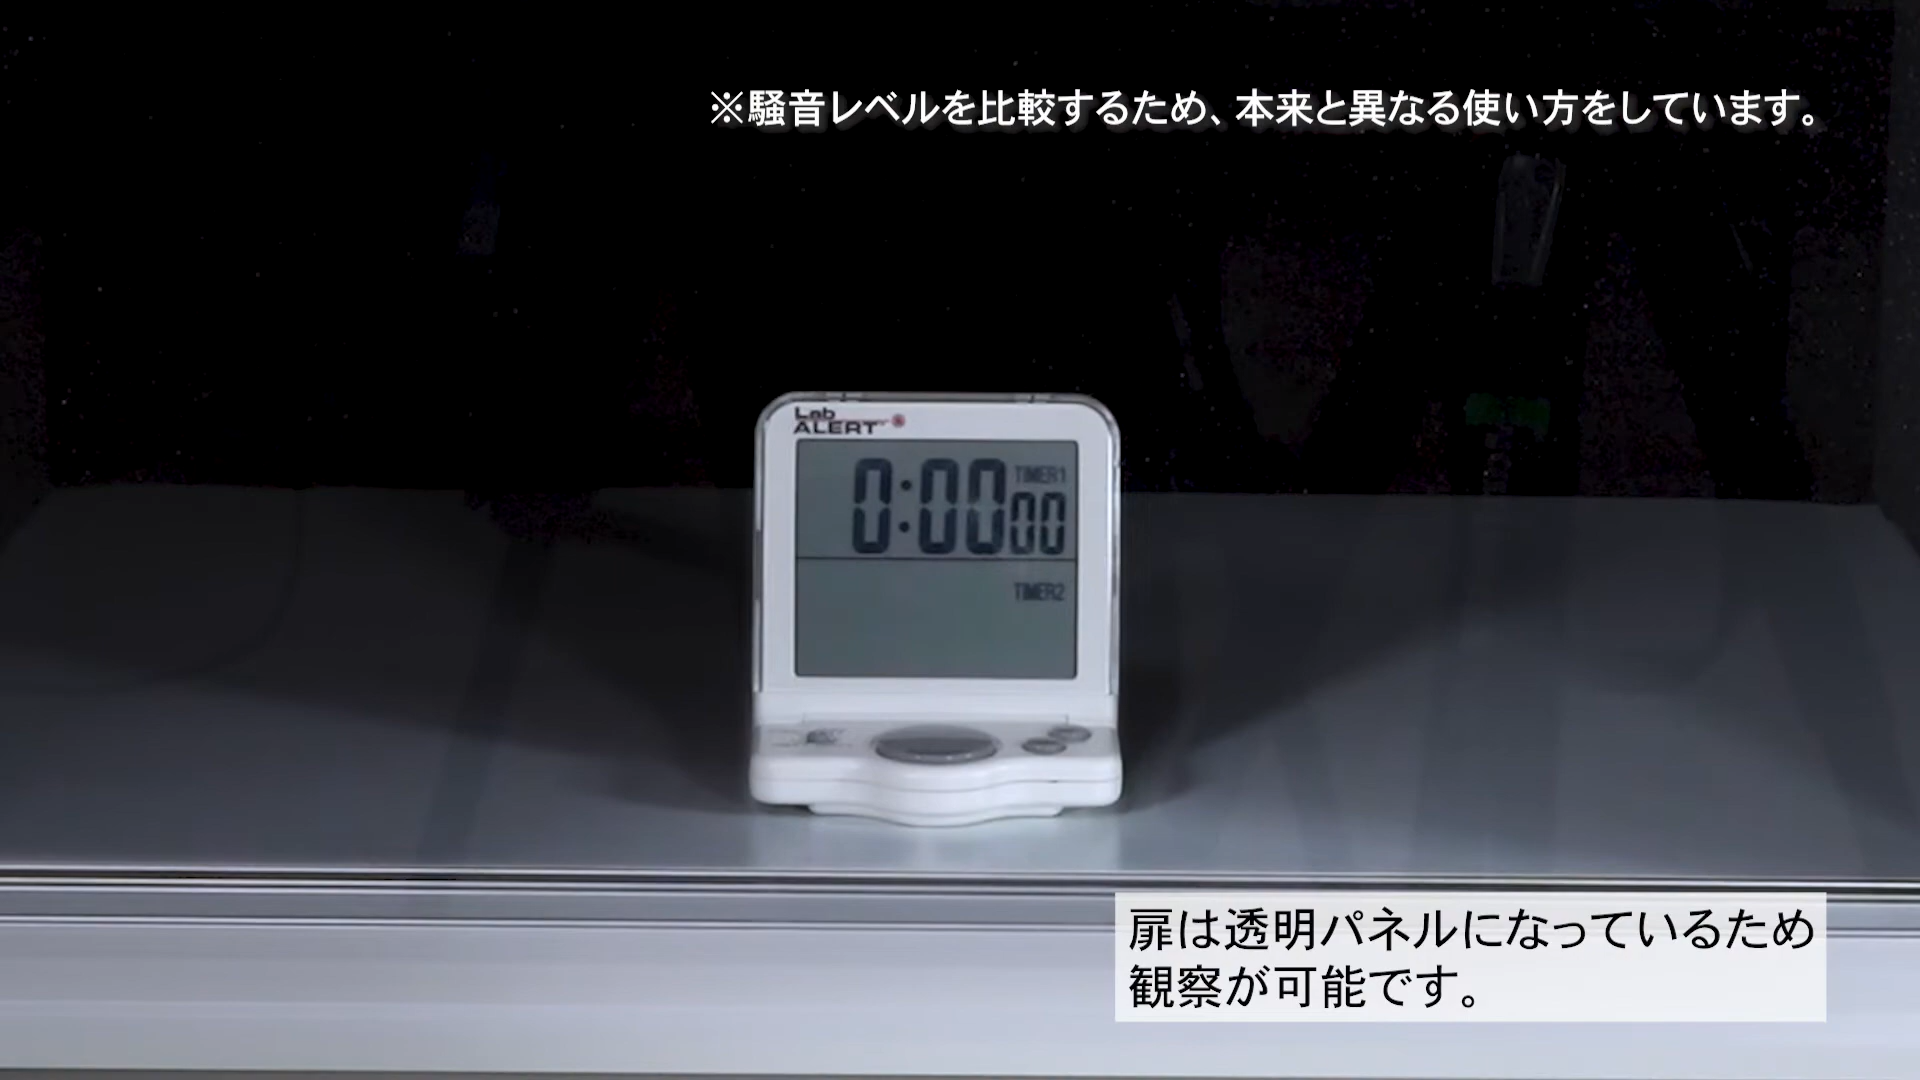 ※騒音レベルを比較するため、本来と異なる使い方をしています。
Lab
ALERT
TIMER1
0:00 00
TIMER2
扉は透明パネルになっているため
観察が可能です。